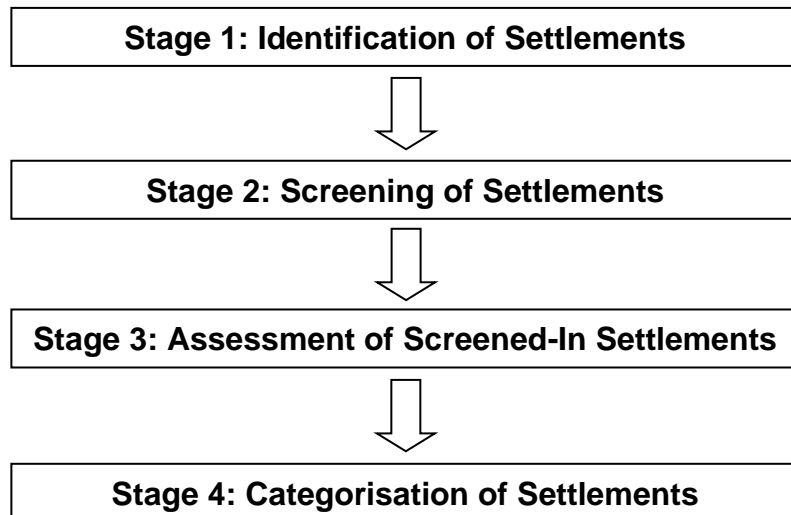 Stage 1: Identification of Settlements
Stage 2: Screening of Settlements
Stage 3: Assessment of Screened-In Settlements
Stage 4: Categorisation of Settlements